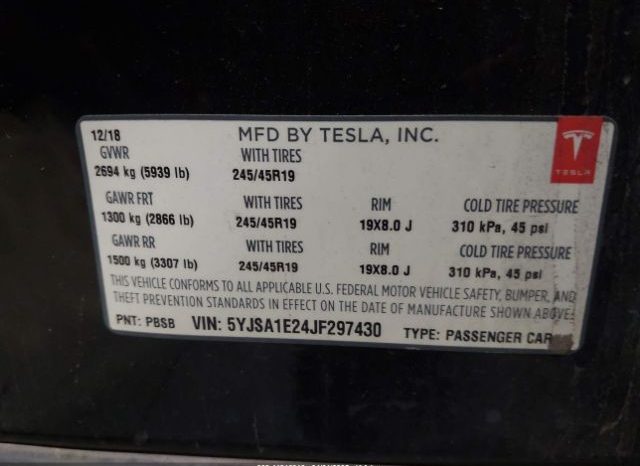 12/18 MFD BY TESLA, INC.
GVWR WITH TIRES
2694 kg (5939 lb) 245/45R19
TESLA
GAWR FRT WITH TIRES RIM COLD TIRE PRESSURE
1300 kg (2866 lb) 245/45R19 19X8.0 J 310 kPa, 45 psi
GAWR RR WITH TIRES RIM COLD TIRE PRESSURE
1500 kg (3307 lb) 245/45R19 19X8.0 J 310 kPa, 45 psi
THIS VEHICLE CONFORMS TO ALL APPLICABLE U.S. FEDERAL MOTOR VEHICLE SAFETY, BUMPER, AND
THEFT PREVENTION STANDARDS IN EFFECT ON THE DATE OF MANUFACTURE SHOWN ABOVE.
PNT: PBSB VIN: 5YJSA1E24JF297430 TYPE: PASSENGER CAR